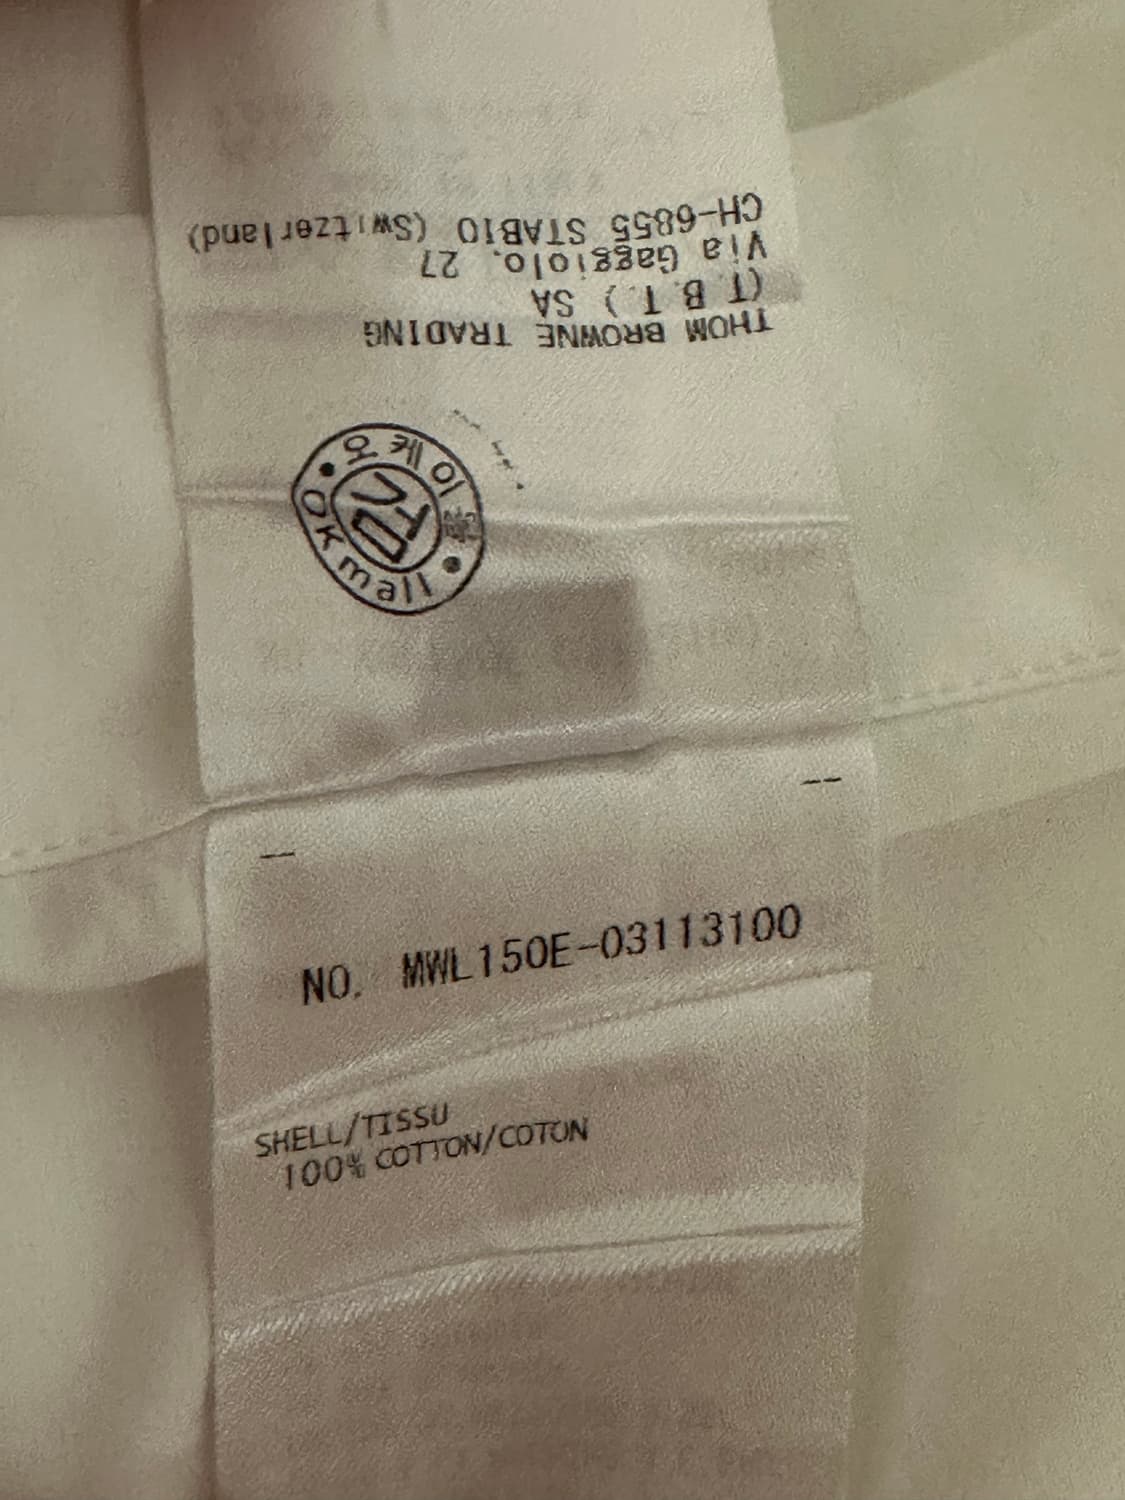 THOM BROWNE TRADING
(T.B.T.) SA
Via Gaggiolo, 27
CH-6855 STABIO (Switzerland)
오케이몰
OKmall
NO. MWL150E-03113100
SHELL/TISSU
100% COTTON/COTON